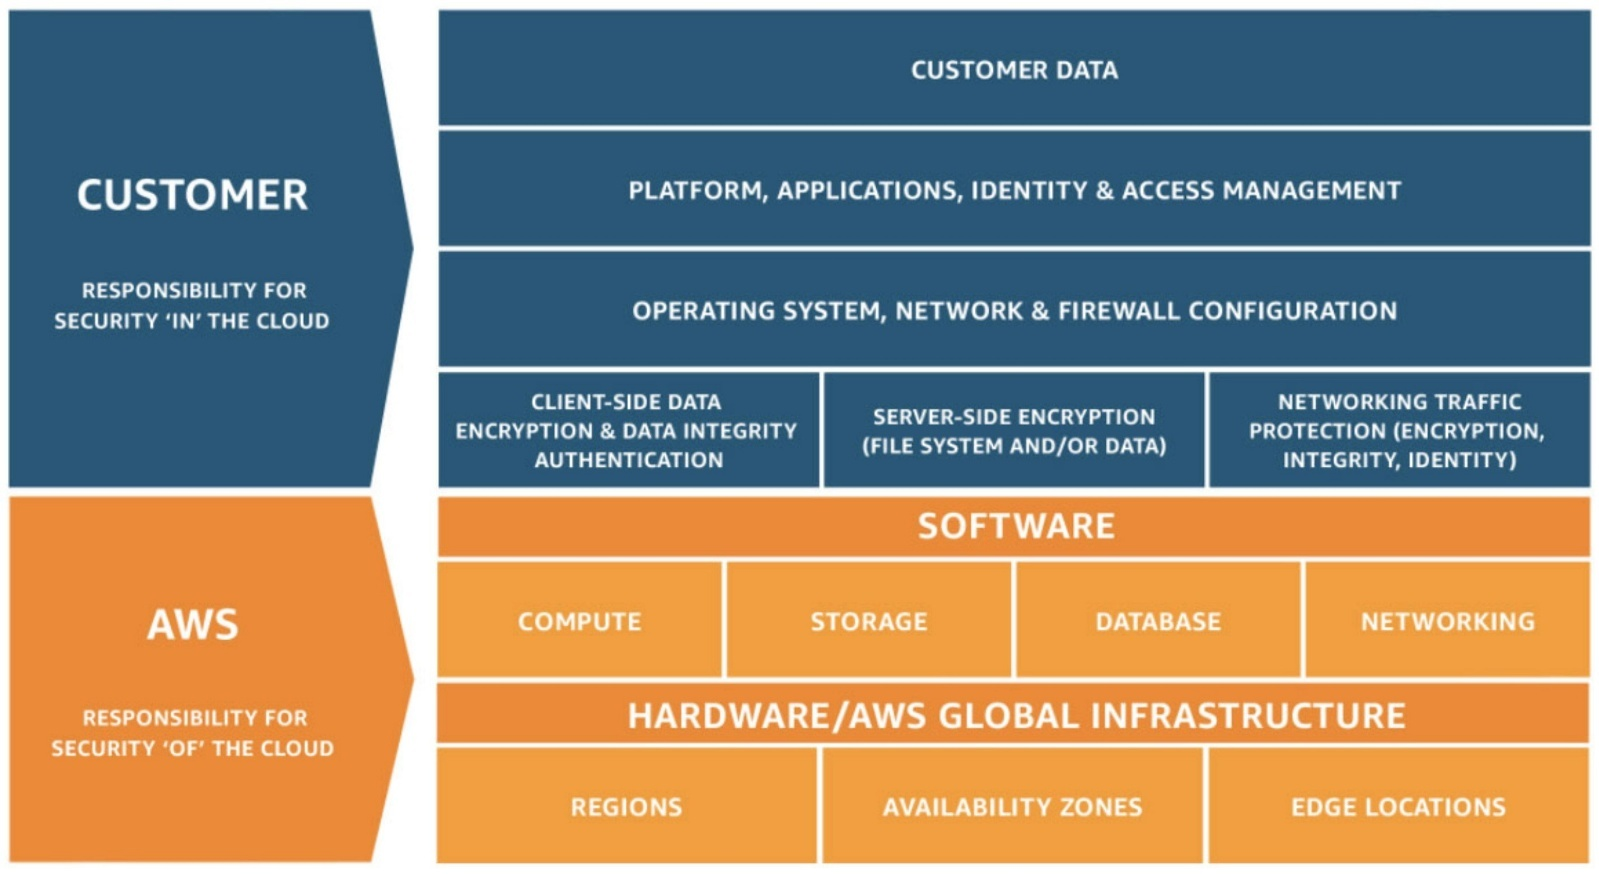 CUSTOMER
RESPONSIBILITY FOR
SECURITY ‘IN’ THE CLOUD
CUSTOMER DATA
PLATFORM, APPLICATIONS, IDENTITY & ACCESS MANAGEMENT
OPERATING SYSTEM, NETWORK & FIREWALL CONFIGURATION
CLIENT-SIDE DATA
ENCRYPTION & DATA INTEGRITY
AUTHENTICATION
SERVER-SIDE ENCRYPTION
(FILE SYSTEM AND/OR DATA)
NETWORKING TRAFFIC
PROTECTION (ENCRYPTION,
INTEGRITY, IDENTITY)
AWS
RESPONSIBILITY FOR
SECURITY ‘OF’ THE CLOUD
SOFTWARE
COMPUTE
STORAGE
DATABASE
NETWORKING
HARDWARE/AWS GLOBAL INFRASTRUCTURE
REGIONS
AVAILABILITY ZONES
EDGE LOCATIONS